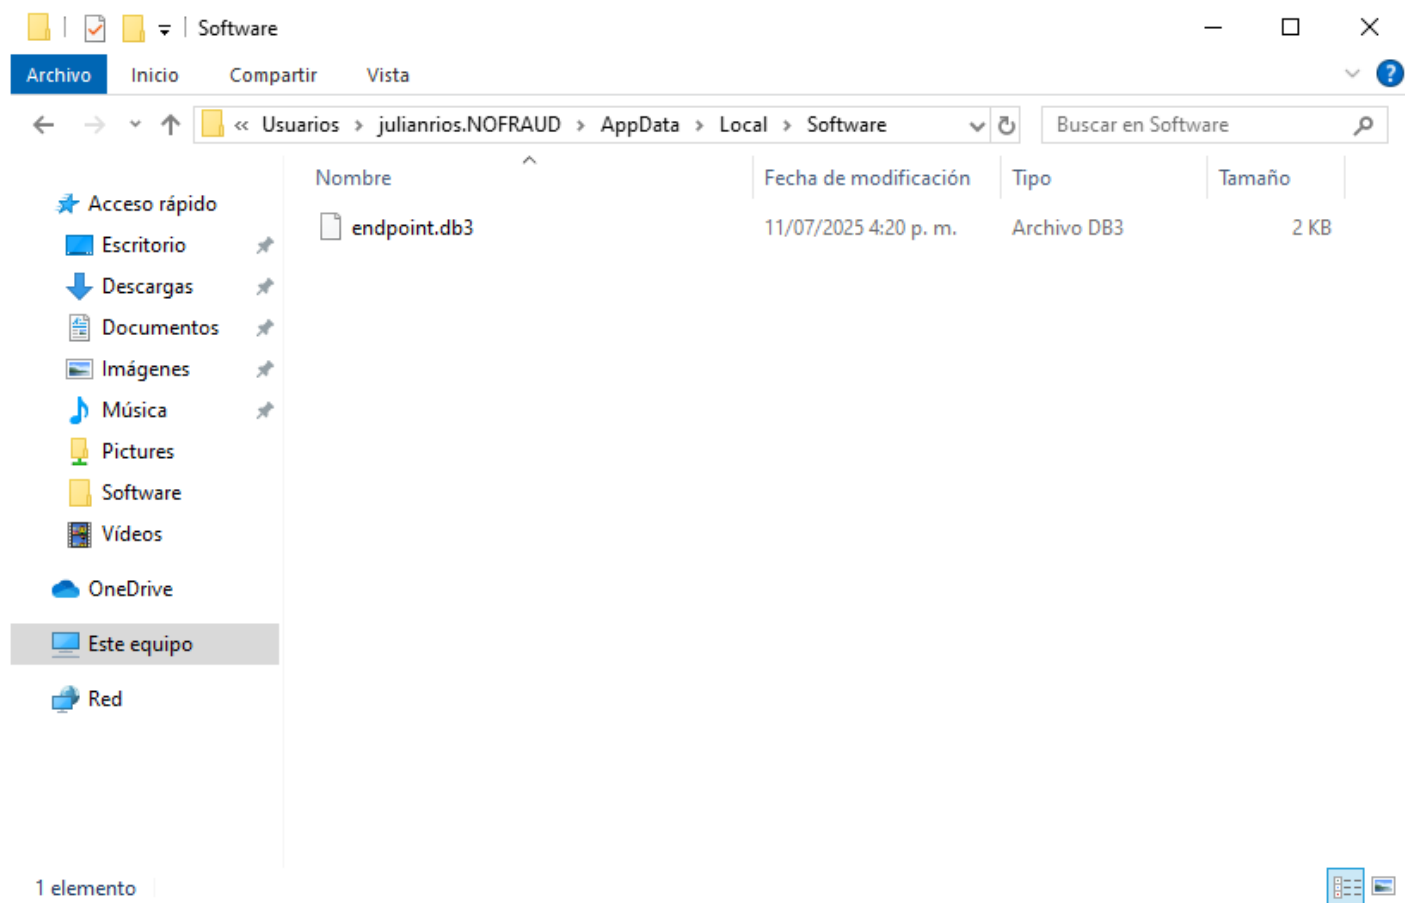 Software
Archivo Inicio Compartir Vista
« Usuarios > julianrios.NOFRAUD > AppData > Local > Software Buscar en Software
Nombre Fecha de modificación Tipo Tamaño
endpoint.db3 11/07/2025 4:20 p. m. Archivo DB3 2 KB
Acceso rápido
Escritorio
Descargas
Documentos
Imágenes
Música
Pictures
Software
Vídeos
OneDrive
Este equipo
Red
1 elemento